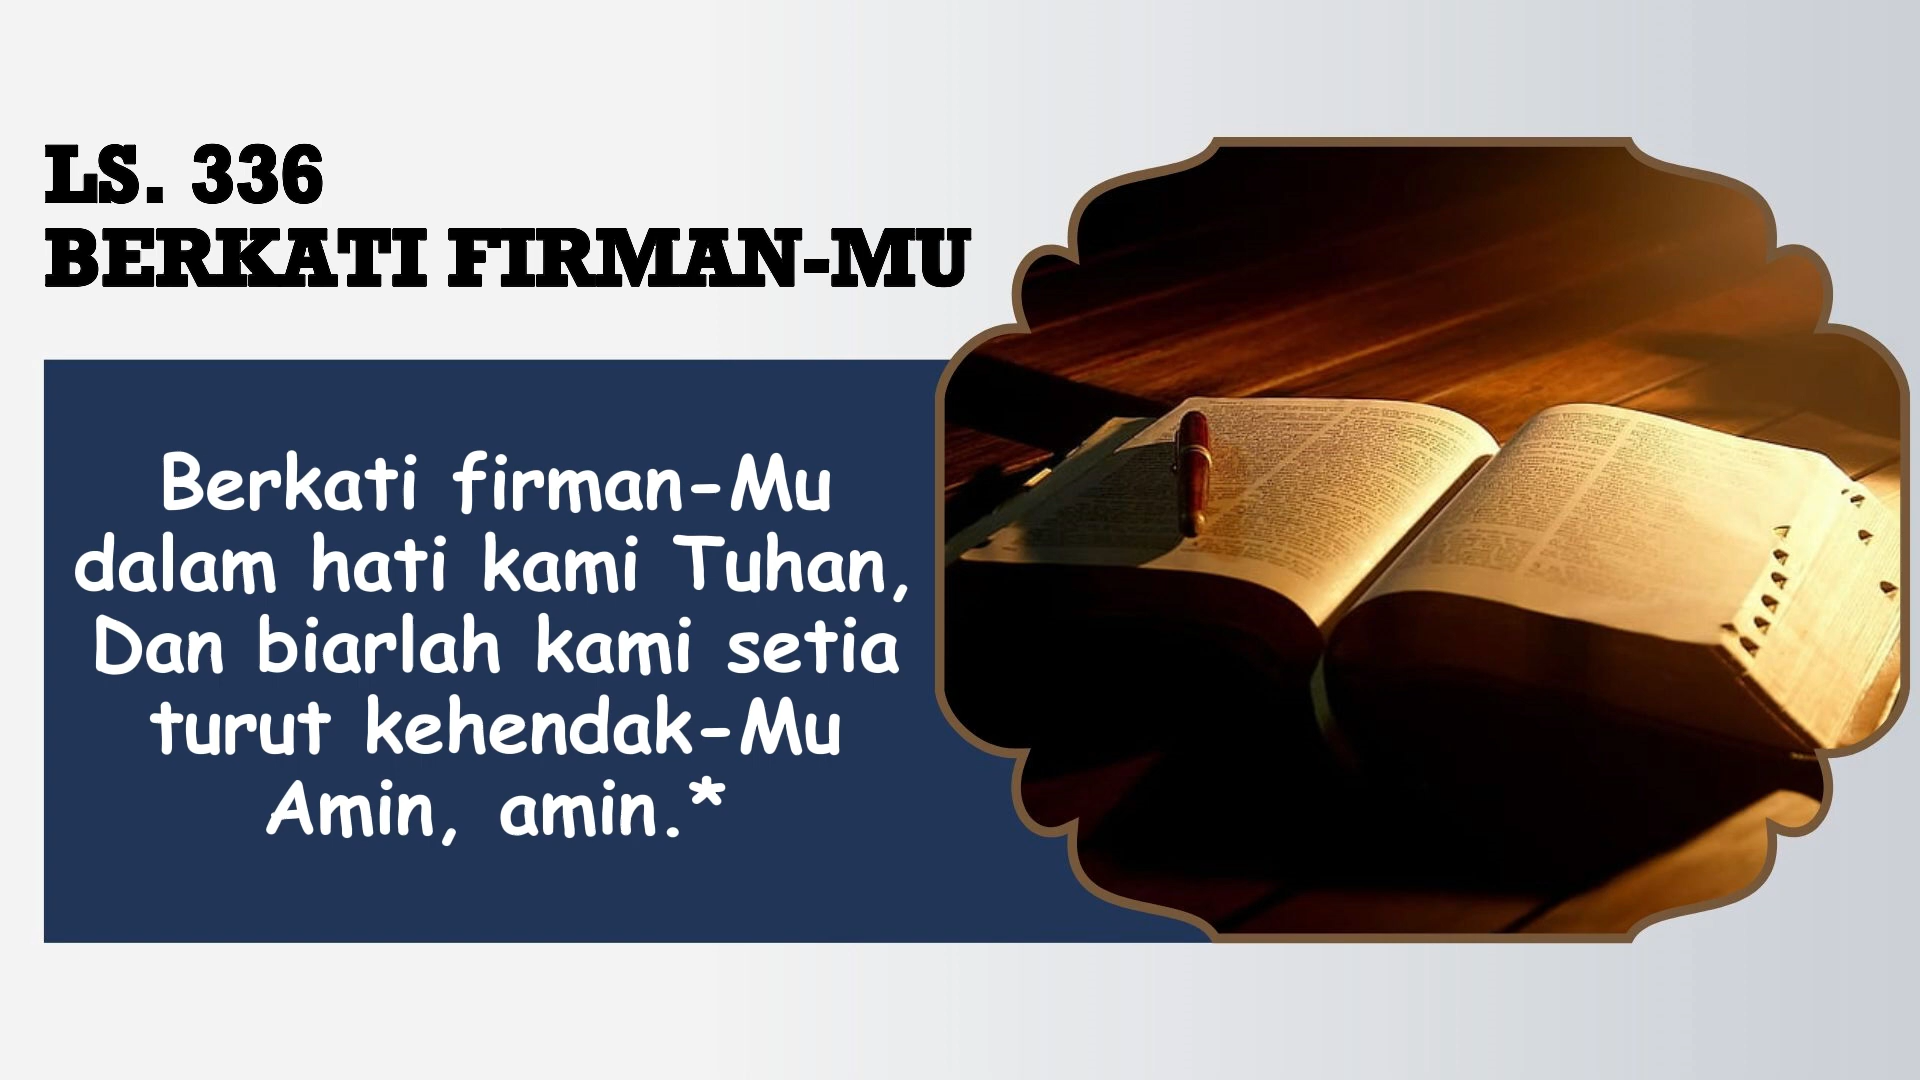 LS. 336
BERKATI FIRMAN-MU
Berkati firman-Mu
dalam hati kami Tuhan,
Dan biarlah kami setia
turut kehendak-Mu
Amin, amin.*